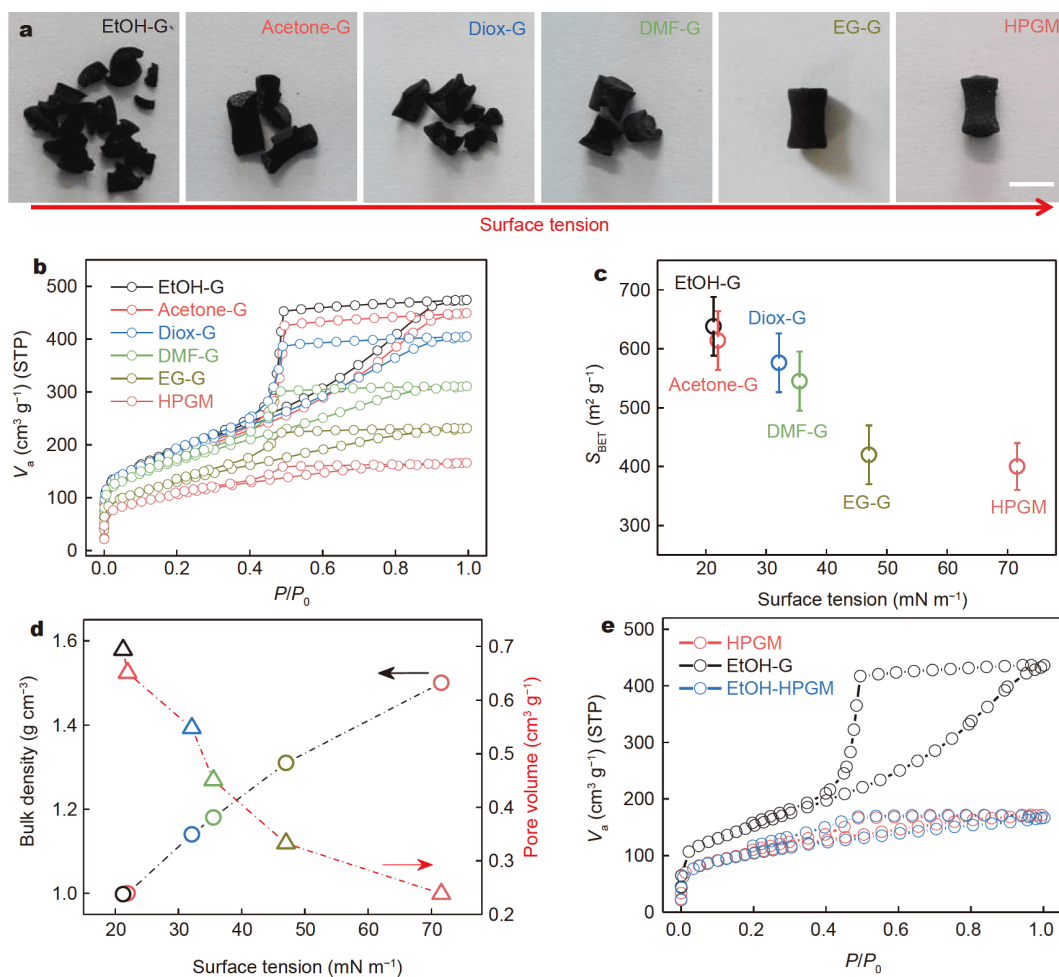 a
EtOH-G
Acetone-G
Diox-G
DMF-G
EG-G
HPGM
Surface tension
b
500
400
300
200
100
0
Vₐ (cm³ g⁻¹) (STP)
EtOH-G
Acetone-G
Diox-G
DMF-G
EG-G
HPGM
0.0 0.2 0.4 0.6 0.8 1.0
P/P₀
c
700
600
500
400
300
S_BET (m² g⁻¹)
EtOH-G
Acetone-G
Diox-G
DMF-G
EG-G
HPGM
20 30 40 50 60 70
Surface tension (mN m⁻¹)
d
1.6
1.4
1.2
1.0
Bulk density (g cm⁻³)
0.7
0.6
0.5
0.4
0.3
0.2
Pore volume (cm³ g⁻¹)
20 30 40 50 60 70
Surface tension (mN m⁻¹)
e
500
400
300
200
100
0
Vₐ (cm³ g⁻¹) (STP)
HPGM
EtOH-G
EtOH-HPGM
0.0 0.2 0.4 0.6 0.8 1.0
P/P₀